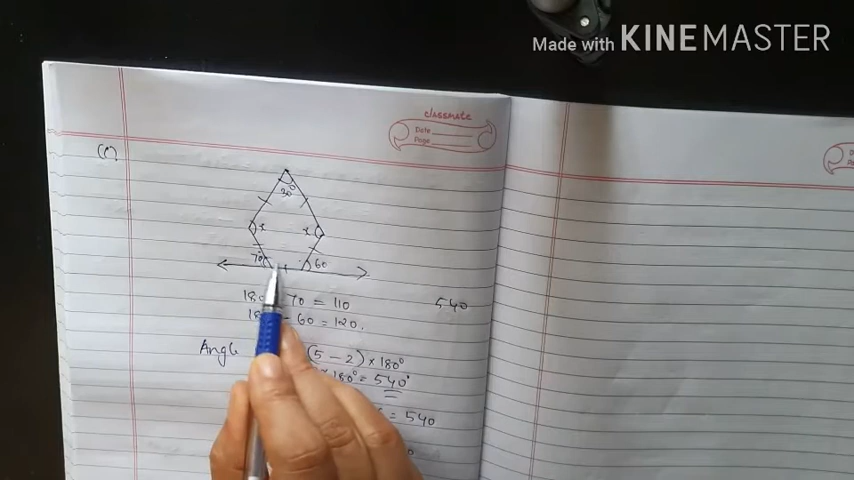 Made with KINEMASTER
classmate
Date
Page
30°
x x
70° 60
180 - 70 = 110
- 60 = 120.
540
Angle (5 - 2) × 180°
× 180° = 540°
= 540